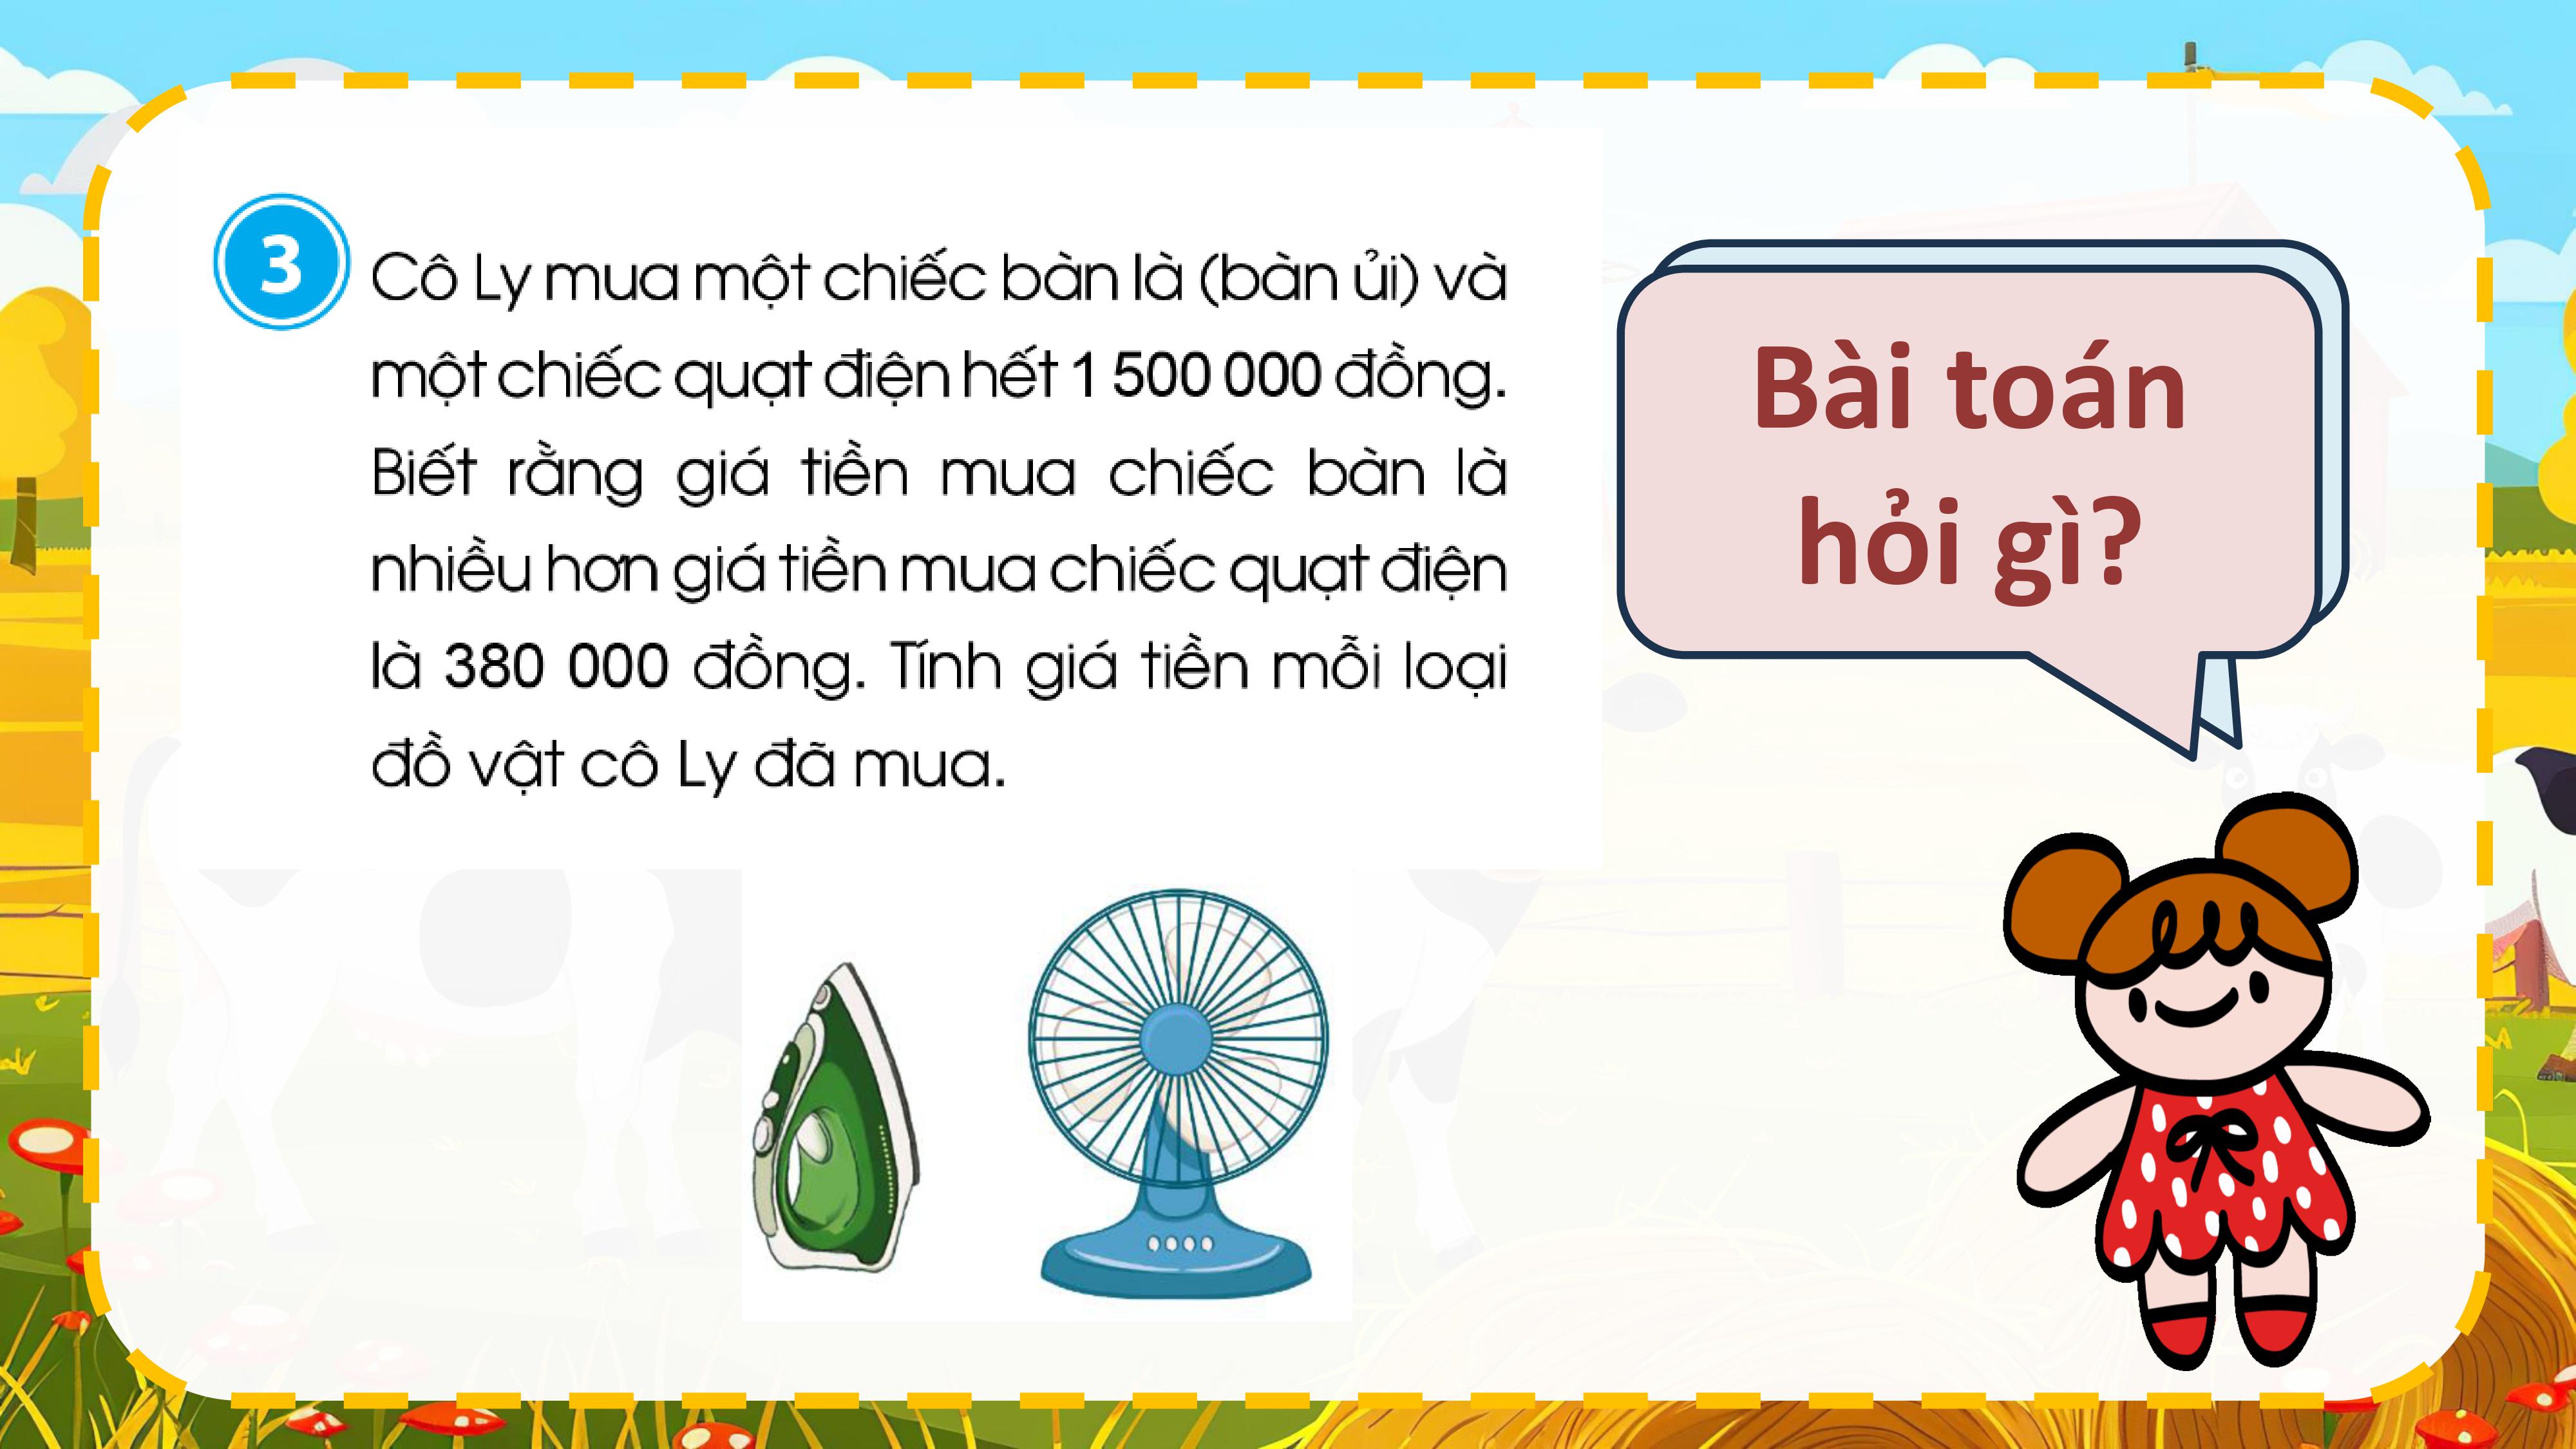 3
Cô Ly mua một chiếc bàn là (bàn ủi) và
một chiếc quạt điện hết 1 500 000 đồng.
Biết rằng giá tiền mua chiếc bàn là
nhiều hơn giá tiền mua chiếc quạt điện
là 380 000 đồng. Tính giá tiền mỗi loại
đồ vật cô Ly đã mua.
Bài toán
hỏi gì?